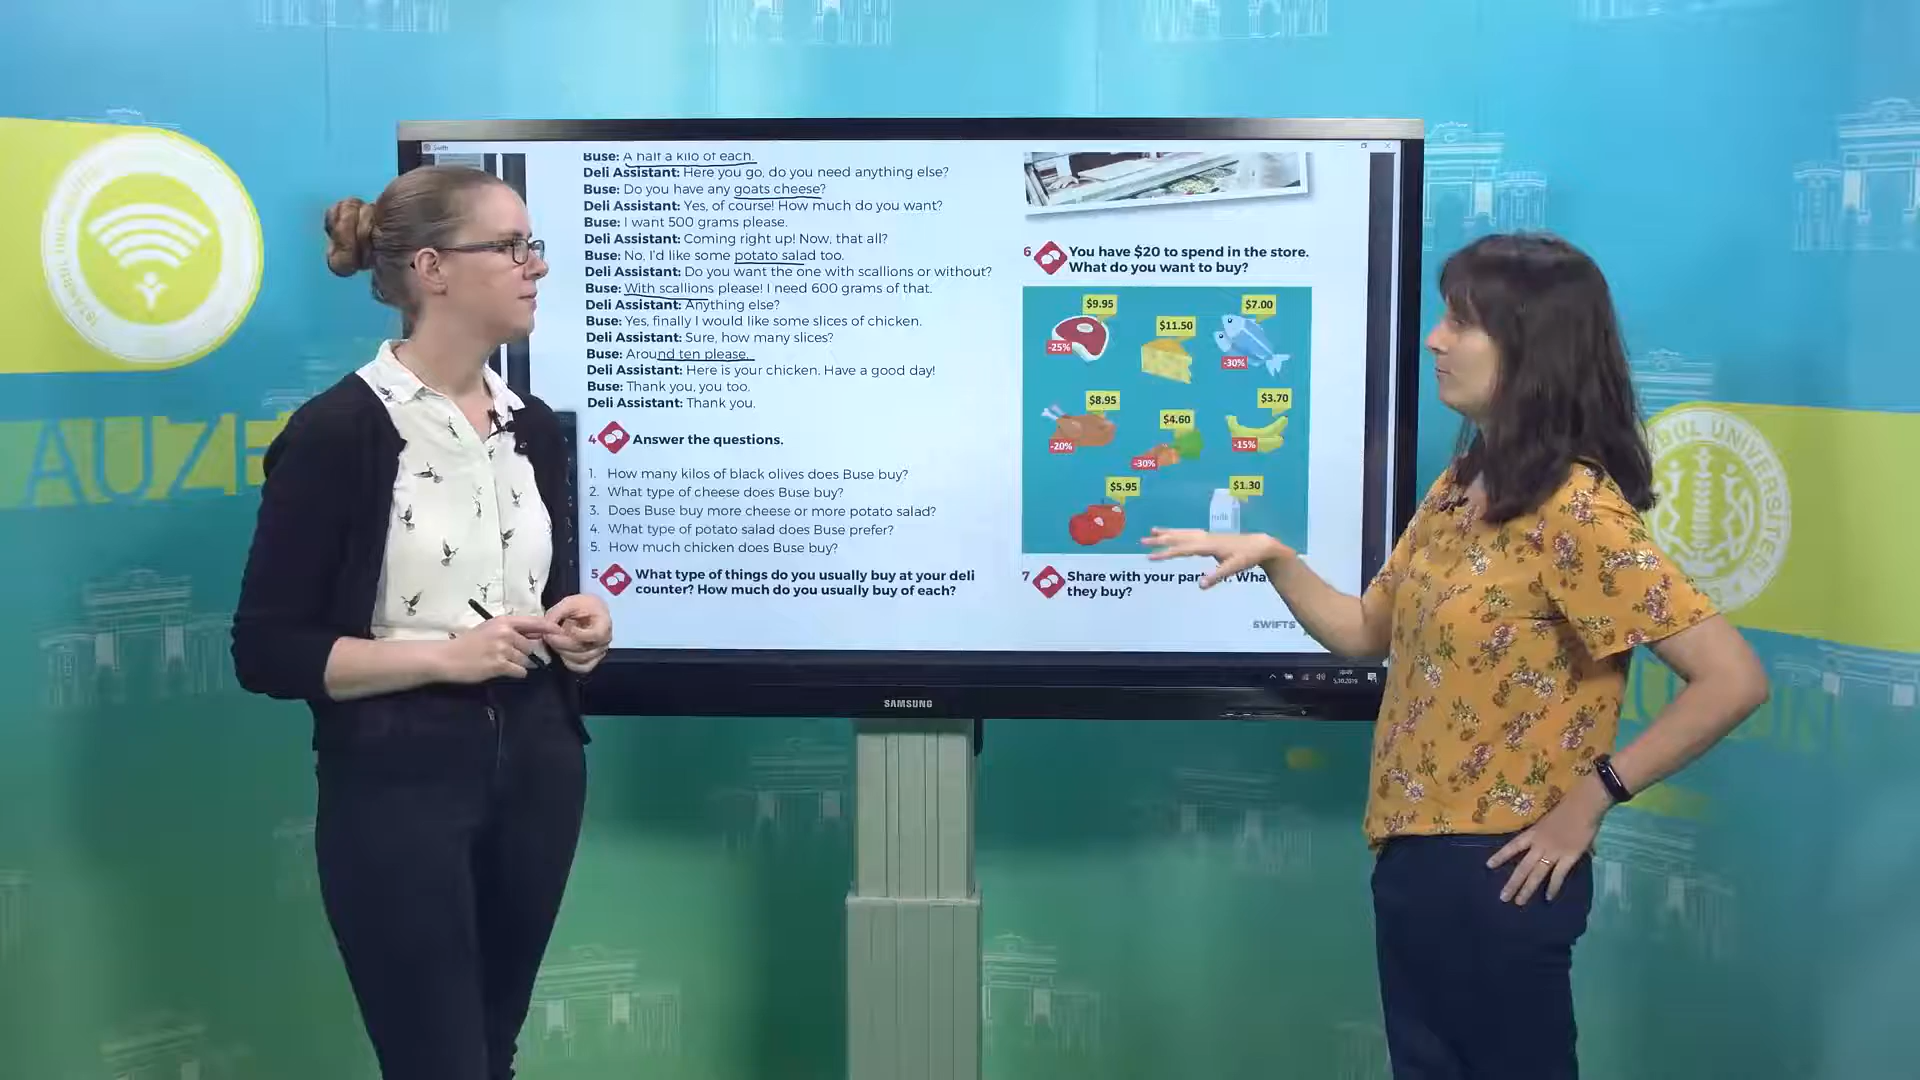 Swift
Buse: A half a kilo of each.
Deli Assistant: Here you go, do you need anything else?
Buse: Do you have any goats cheese?
Deli Assistant: Yes, of course! How much do you want?
Buse: I want 500 grams please.
Deli Assistant: Coming right up! Now, that all?
Buse: No, I'd like some potato salad too.
Deli Assistant: Do you want the one with scallions or without?
Buse: With scallions please! I need 600 grams of that.
Deli Assistant: Anything else?
Buse: Yes, finally I would like some slices of chicken.
Deli Assistant: Sure, how many slices?
Buse: Around ten please.
Deli Assistant: Here is your chicken. Have a good day!
Buse: Thank you, you too.
Deli Assistant: Thank you.
4 Answer the questions.
1. How many kilos of black olives does Buse buy?
2. What type of cheese does Buse buy?
3. Does Buse buy more cheese or more potato salad?
4. What type of potato salad does Buse prefer?
5. How much chicken does Buse buy?
5 What type of things do you usually buy at your deli
counter? How much do you usually buy of each?
6 You have $20 to spend in the store.
What do you want to buy?
$9.95
-25%
$11.50
$7.00
-30%
$8.95
-20%
$4.60
-30%
$3.70
-15%
$5.95
$1.30
milk
7 Share with your
they buy?
SWIFTS
5.10.2019
SAMSUNG
AUZE